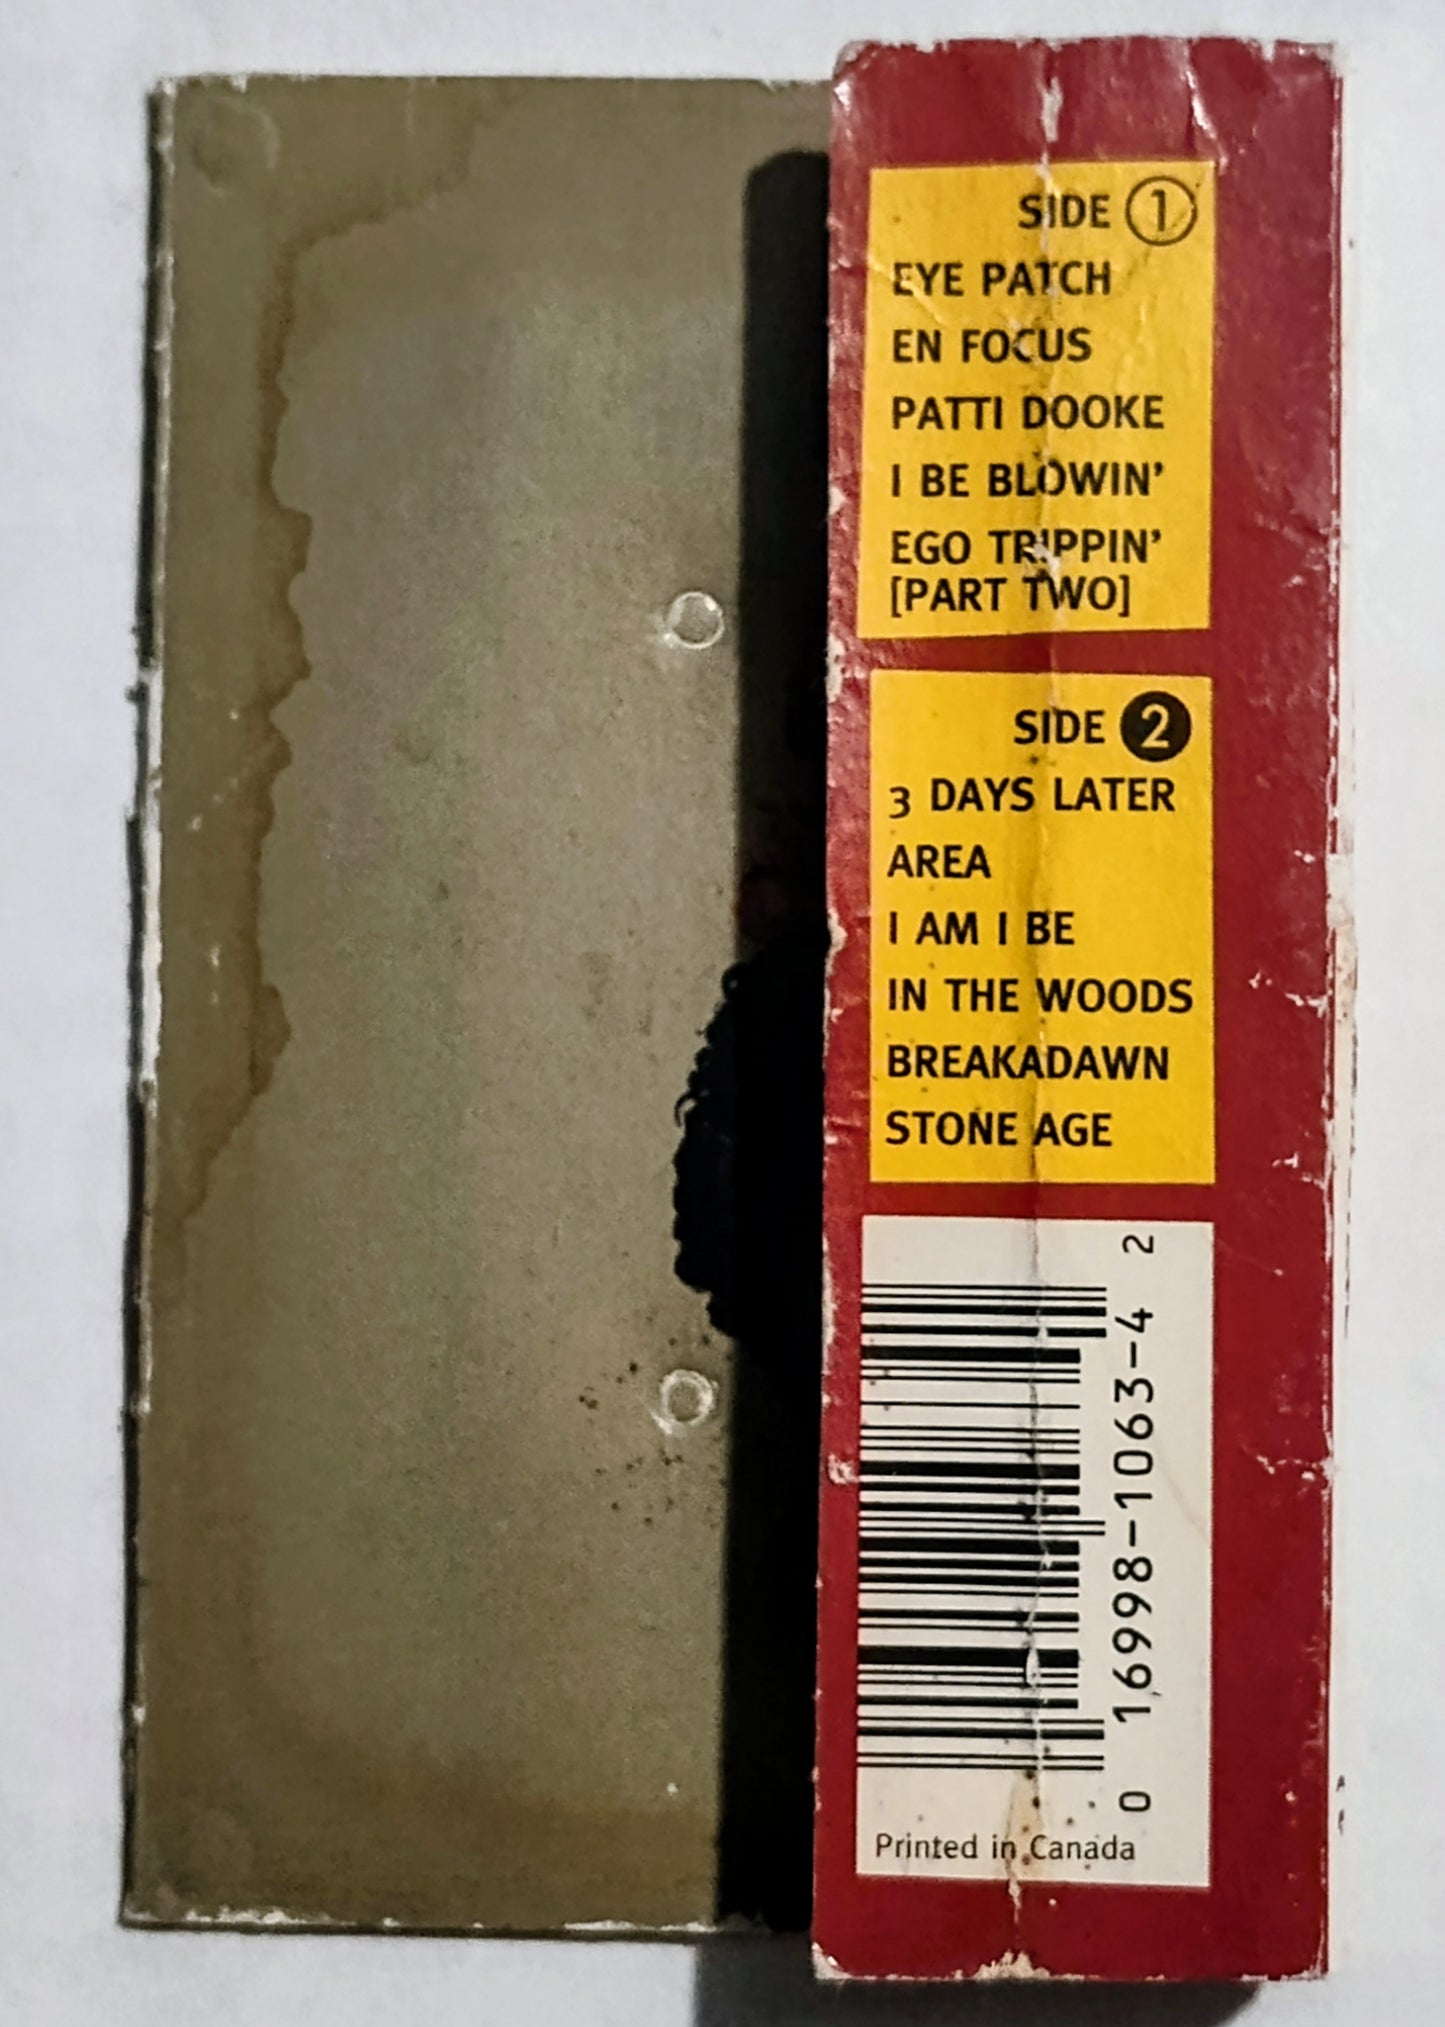 SIDE 1
EYE PATCH
EN FOCUS
PATTI DOOKE
I BE BLOWIN'
EGO TRIPPIN'
[PART TWO]
SIDE 2
3 DAYS LATER
AREA
I AM I BE
IN THE WOODS
BREAKADAWN
STONE AGE
0 16998-1063-4 2
Printed in Canada